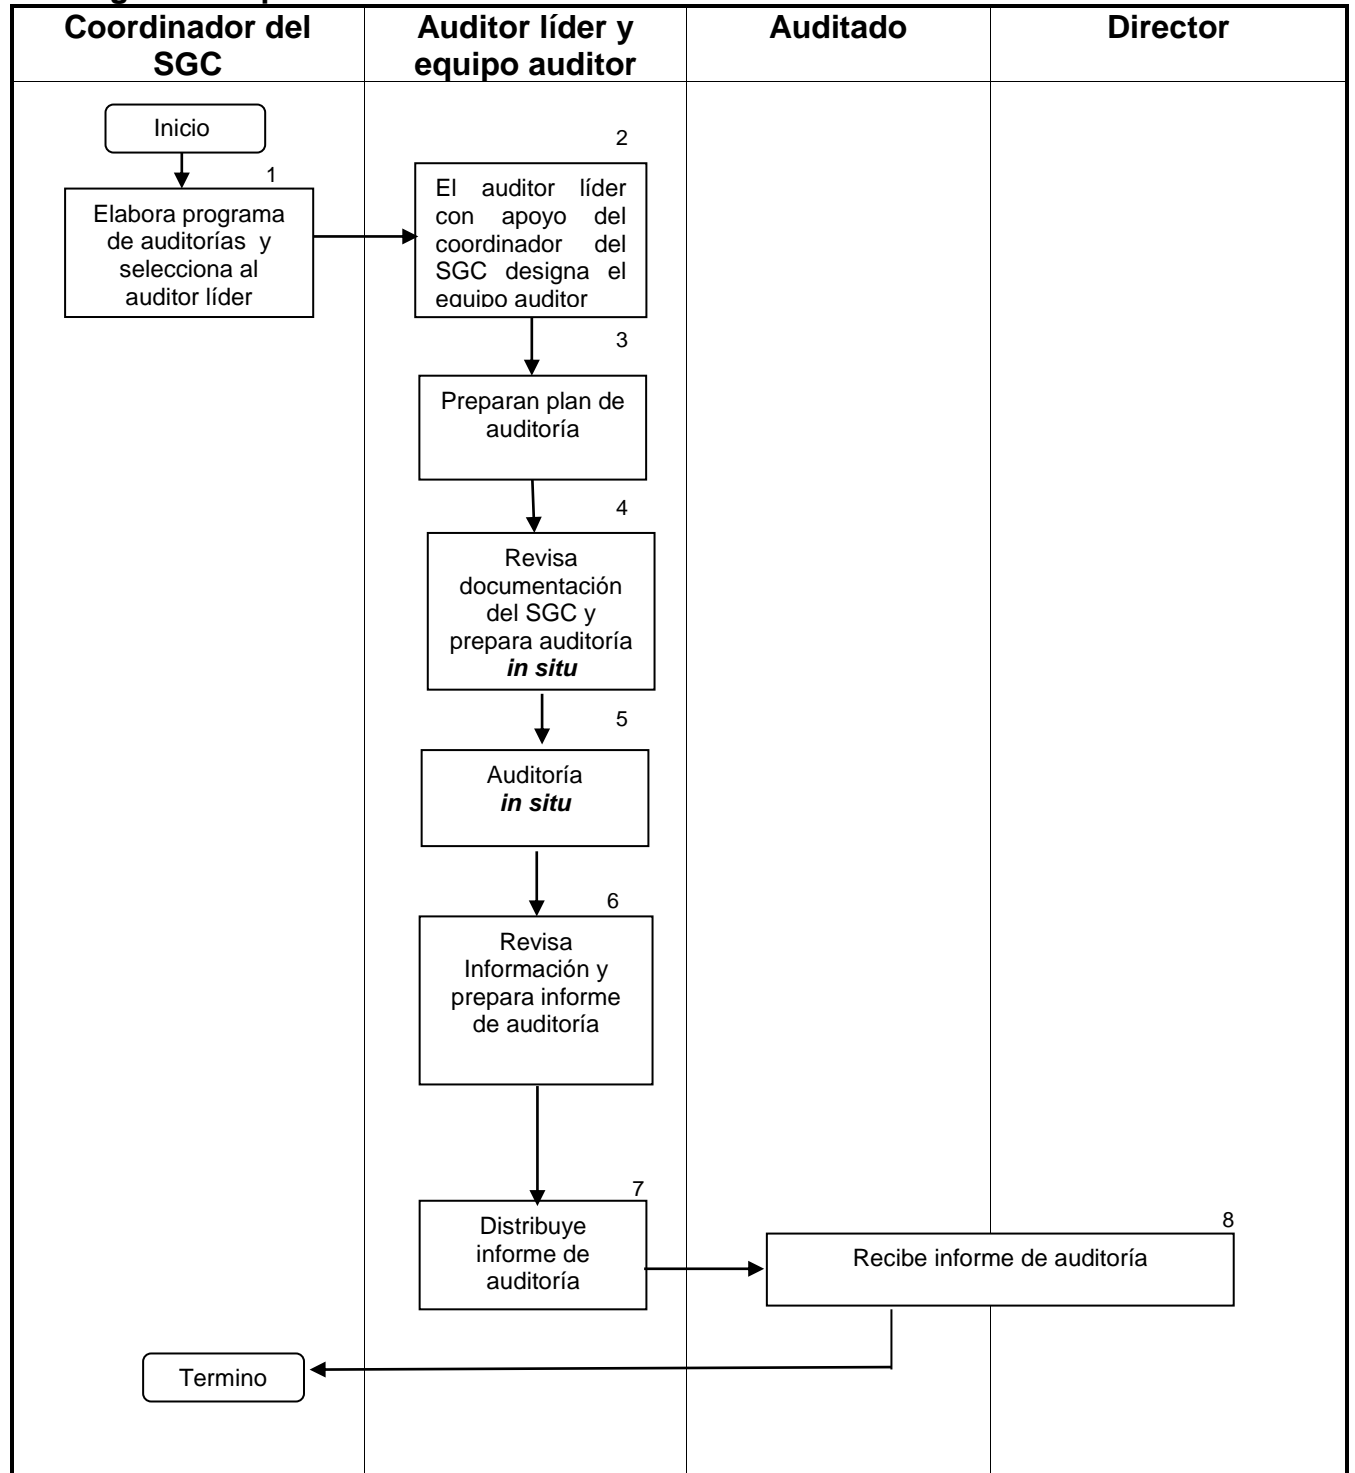 Coordinador del
SGC
Auditor líder y
equipo auditor
Auditado
Director
Inicio
1
Elabora programa
de auditorías y
selecciona al
auditor líder
2
El auditor líder
con apoyo del
coordinador del
SGC designa el
equipo auditor
3
Preparan plan de
auditoría
4
Revisa
documentación
del SGC y
prepara auditoría
in situ
5
Auditoría
in situ
6
Revisa
Información y
prepara informe
de auditoría
7
Distribuye
informe de
auditoría
8
Recibe informe de auditoría
Termino